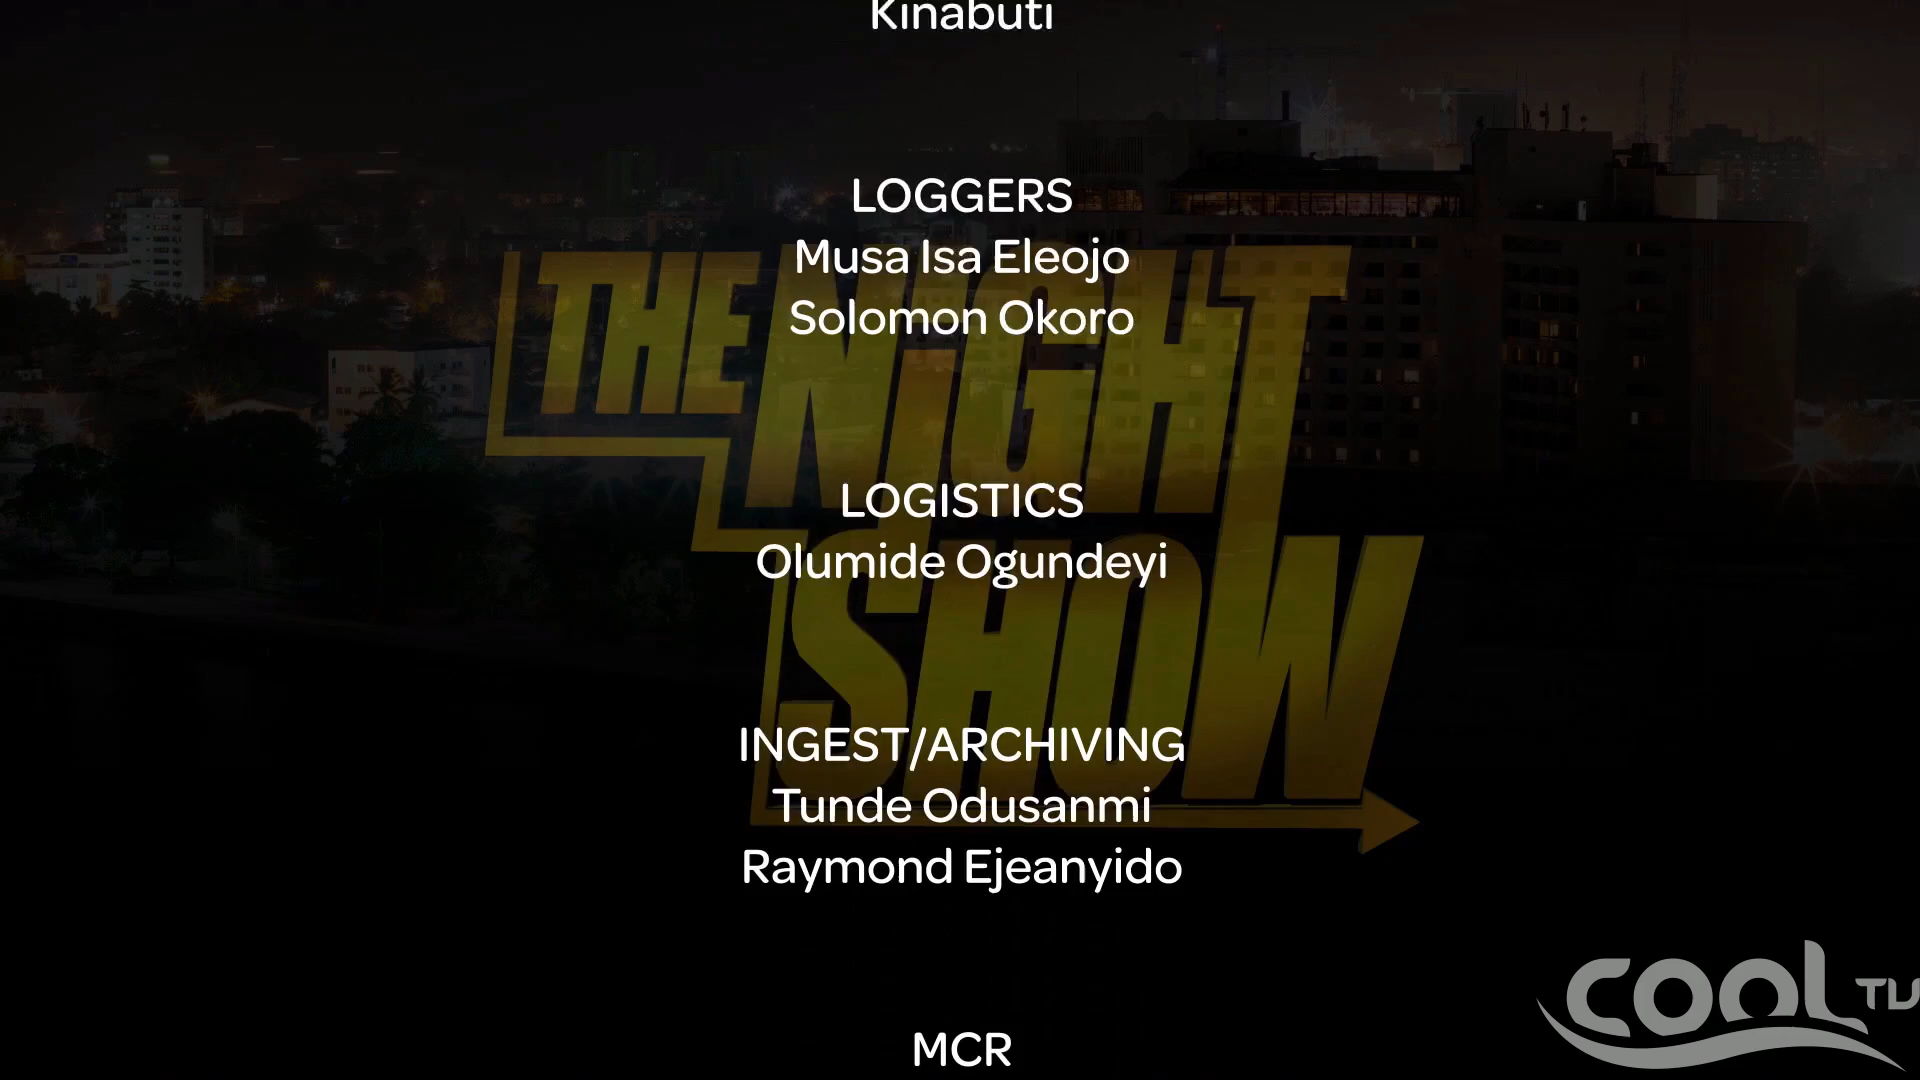 Kinabuti
LOGGERS
Musa Isa Eleojo
Solomon Okoro
THE NIGHT SHOW
LOGISTICS
Olumide Ogundeyi
INGEST/ARCHIVING
Tunde Odusanmi
Raymond Ejeanyido
COOL TV
MCR